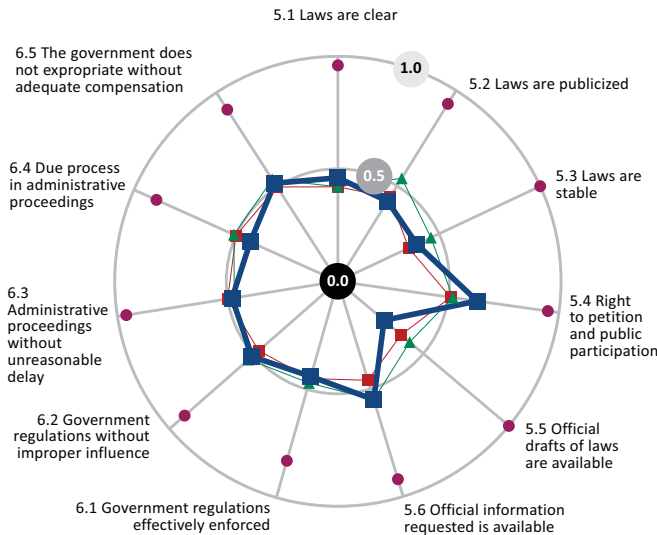 5.1 Laws are clear
1.0
5.2 Laws are publicized
5.3 Laws are
stable
5.4 Right
to petition
and public
participation
5.5 Official
drafts of laws
are available
5.6 Official information
requested is available
6.1 Government regulations
effectively enforced
6.2 Government
regulations without
improper influence
6.3
Administrative
proceedings
without
unreasonable
delay
6.4 Due process
in administrative
proceedings
6.5 The government does
not expropriate without
adequate compensation
0.5
0.0